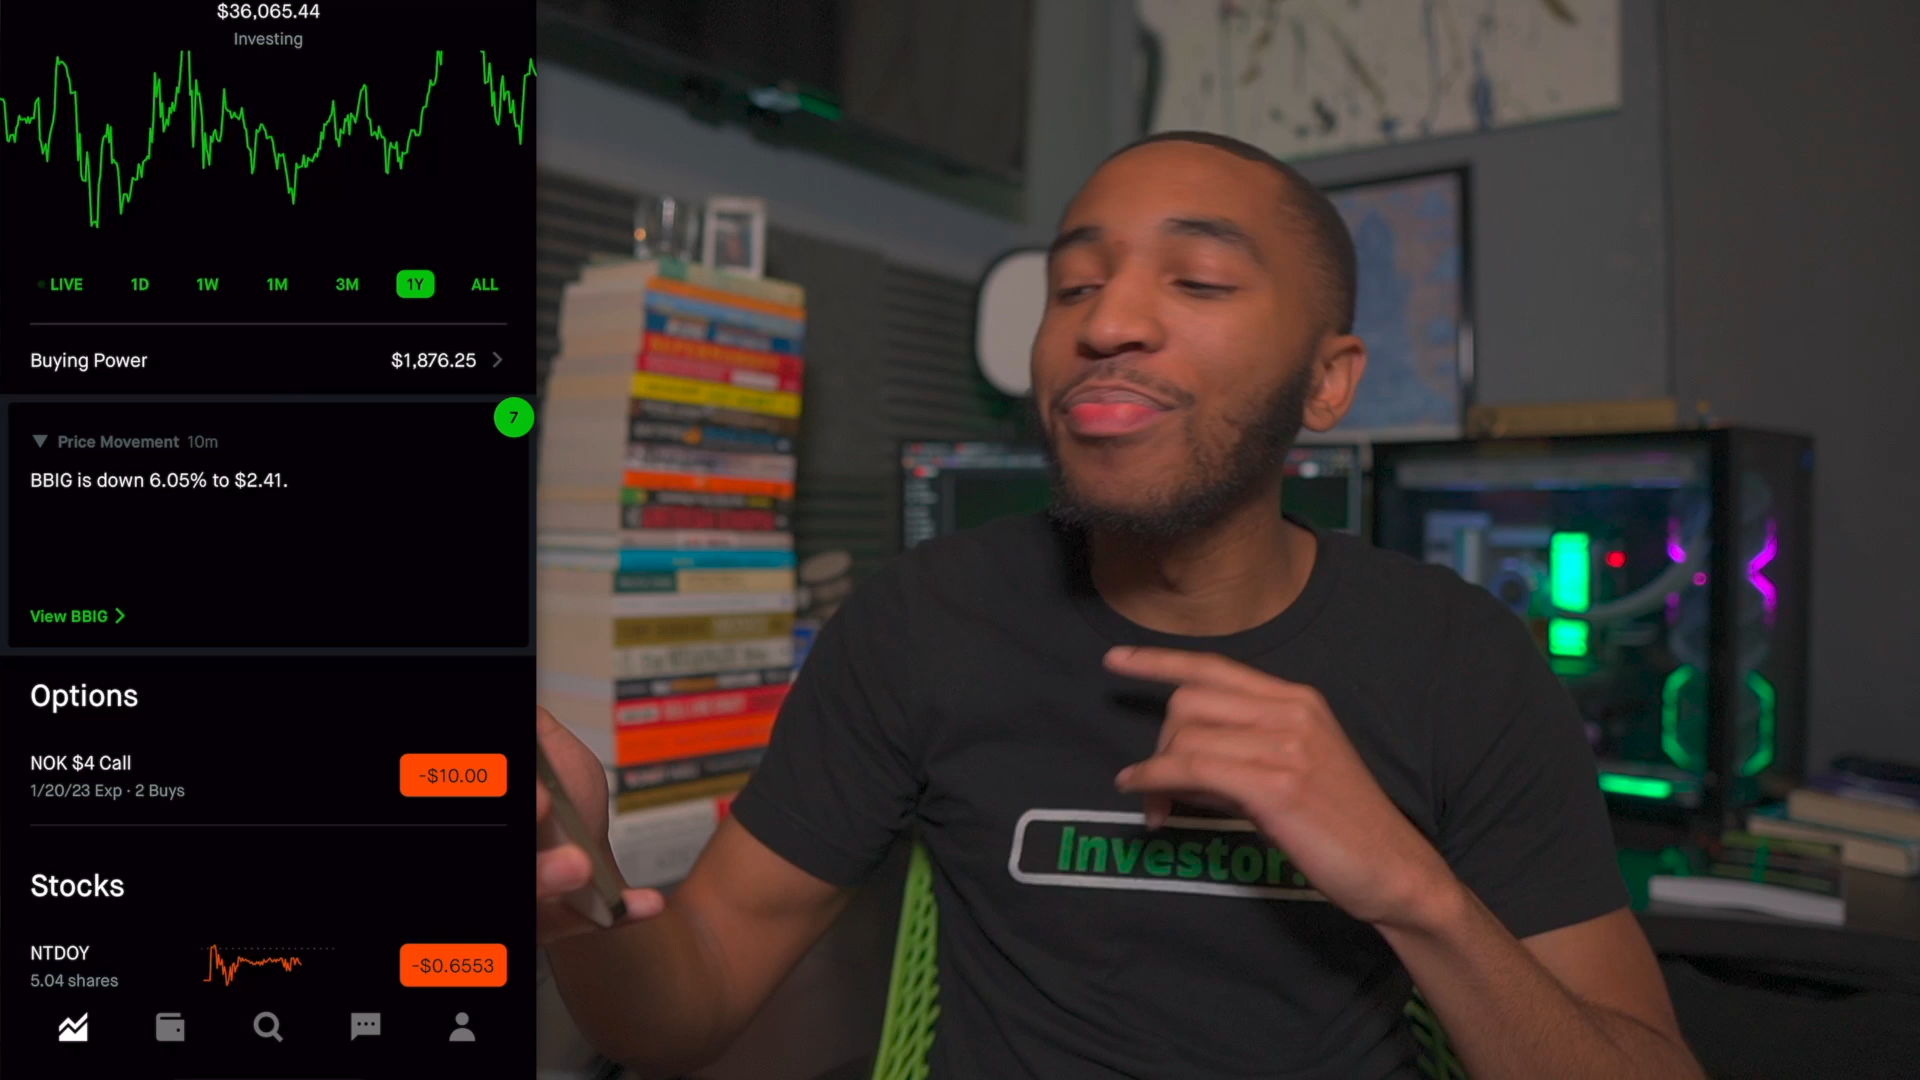 $36,065.44
Investing
LIVE 1D 1W 1M 3M 1Y ALL
Buying Power $1,876.25
7
Price Movement 10m
BBIG is down 6.05% to $2.41.
View BBIG
Options
NOK $4 Call
1/20/23 Exp · 2 Buys
-$10.00
Stocks
NTDOY
5.04 shares
-$0.6553
Investor